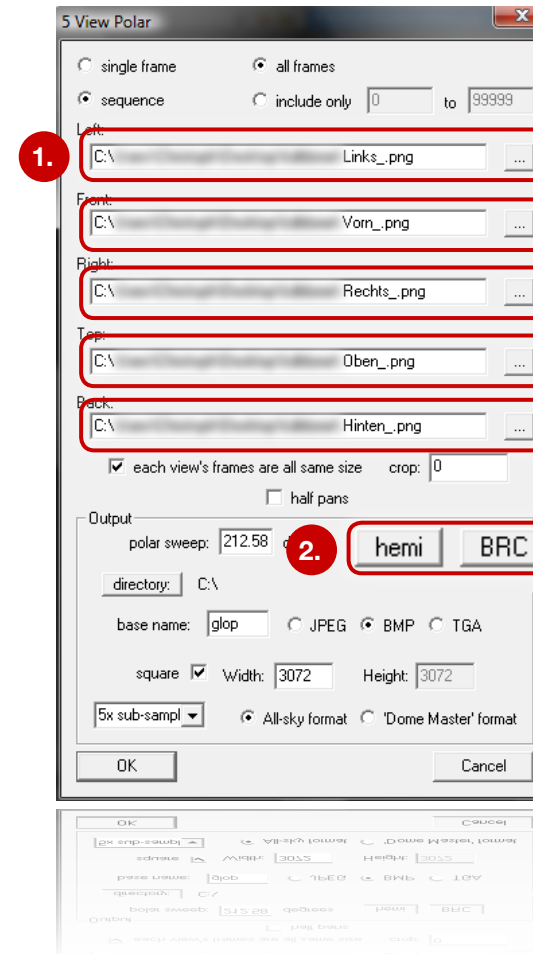 5 View Polar
single frame all frames
sequence include only 0 to 99999
Left:
1. C:\ Links_.png ...
Front:
C:\ Vorn_.png ...
Right:
C:\ Rechts_.png ...
Top:
C:\ Oben_.png ...
Back:
C:\ Hinten_.png ...
each view's frames are all same size crop: 0
half pans
Output
polar sweep: 212.58 2. hemi BRC
directory: C:\
base name: glop JPEG BMP TGA
square Width: 3072 Height: 3072
5x sub-sampl All-sky format 'Dome Master' format
OK Cancel